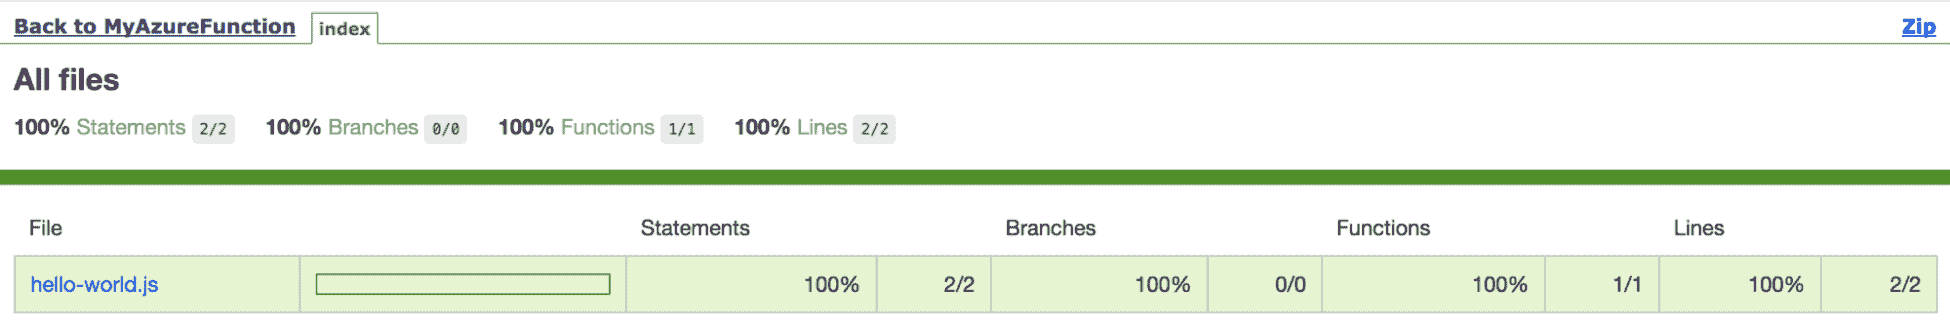 Back to MyAzureFunction index Zip
All files
100% Statements 2/2 100% Branches 0/0 100% Functions 1/1 100% Lines 2/2
File Statements Branches Functions Lines
hello-world.js 100% 2/2 100% 0/0 100% 1/1 100% 2/2